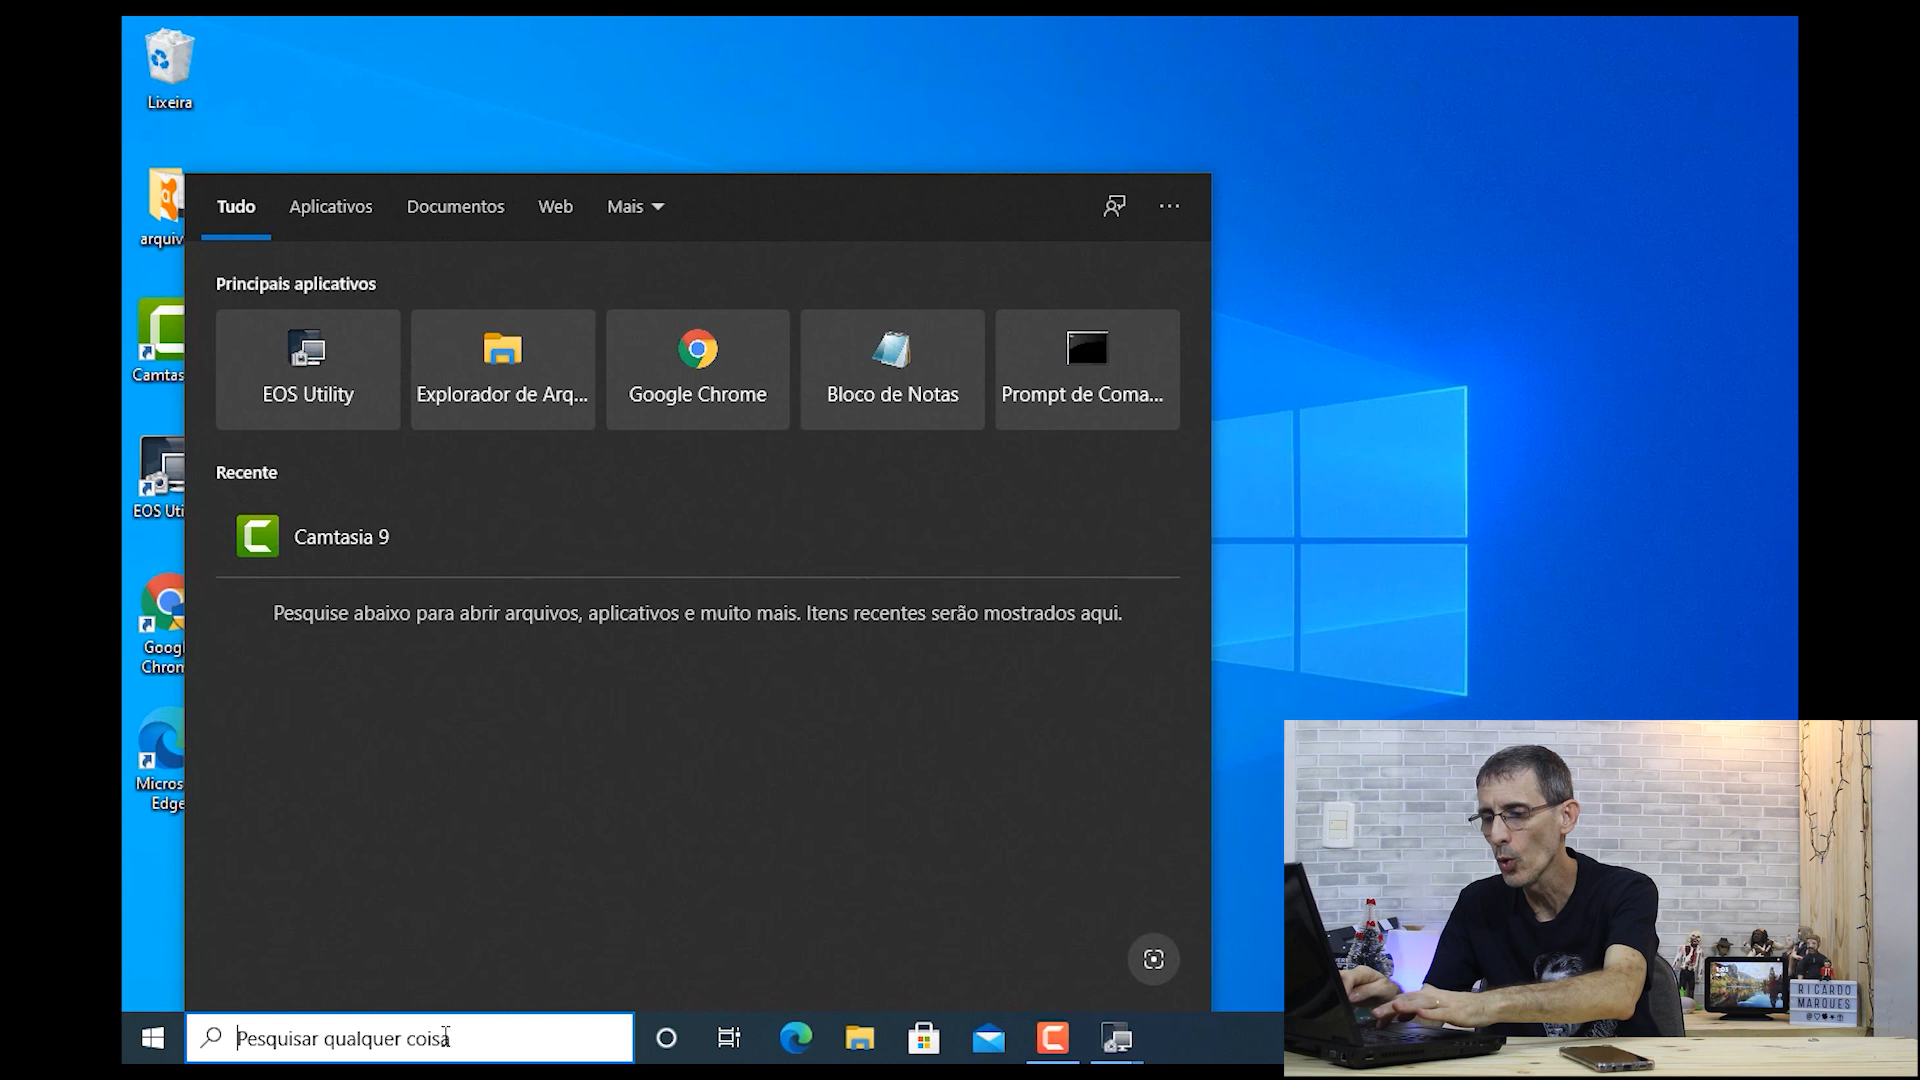 Lixeira
arquiv
Camtas
EOS Uti
Googl
Chrom
Micros
Edge
Tudo
Aplicativos
Documentos
Web
Mais
Principais aplicativos
EOS Utility
Explorador de Arq...
Google Chrome
Bloco de Notas
Prompt de Coma...
Recente
Camtasia 9
Pesquise abaixo para abrir arquivos, aplicativos e muito mais. Itens recentes serão mostrados aqui.
Pesquisar qualquer coisa
RICARDO
MARQUES